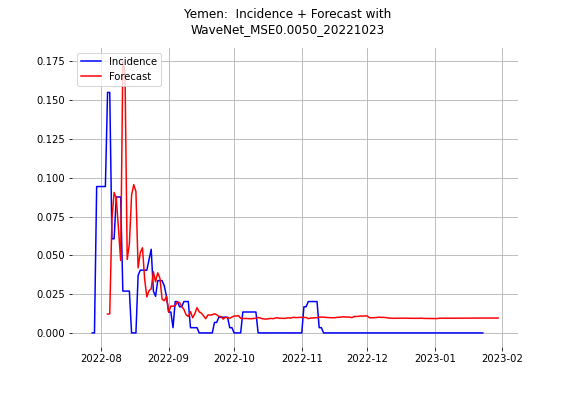 Yemen:  Incidence + Forecast with
WaveNet_MSE0.0050_20221023
Incidence
Forecast
0.175
0.150
0.125
0.100
0.075
0.050
0.025
0.000
2022-08 2022-09 2022-10 2022-11 2022-12 2023-01 2023-02